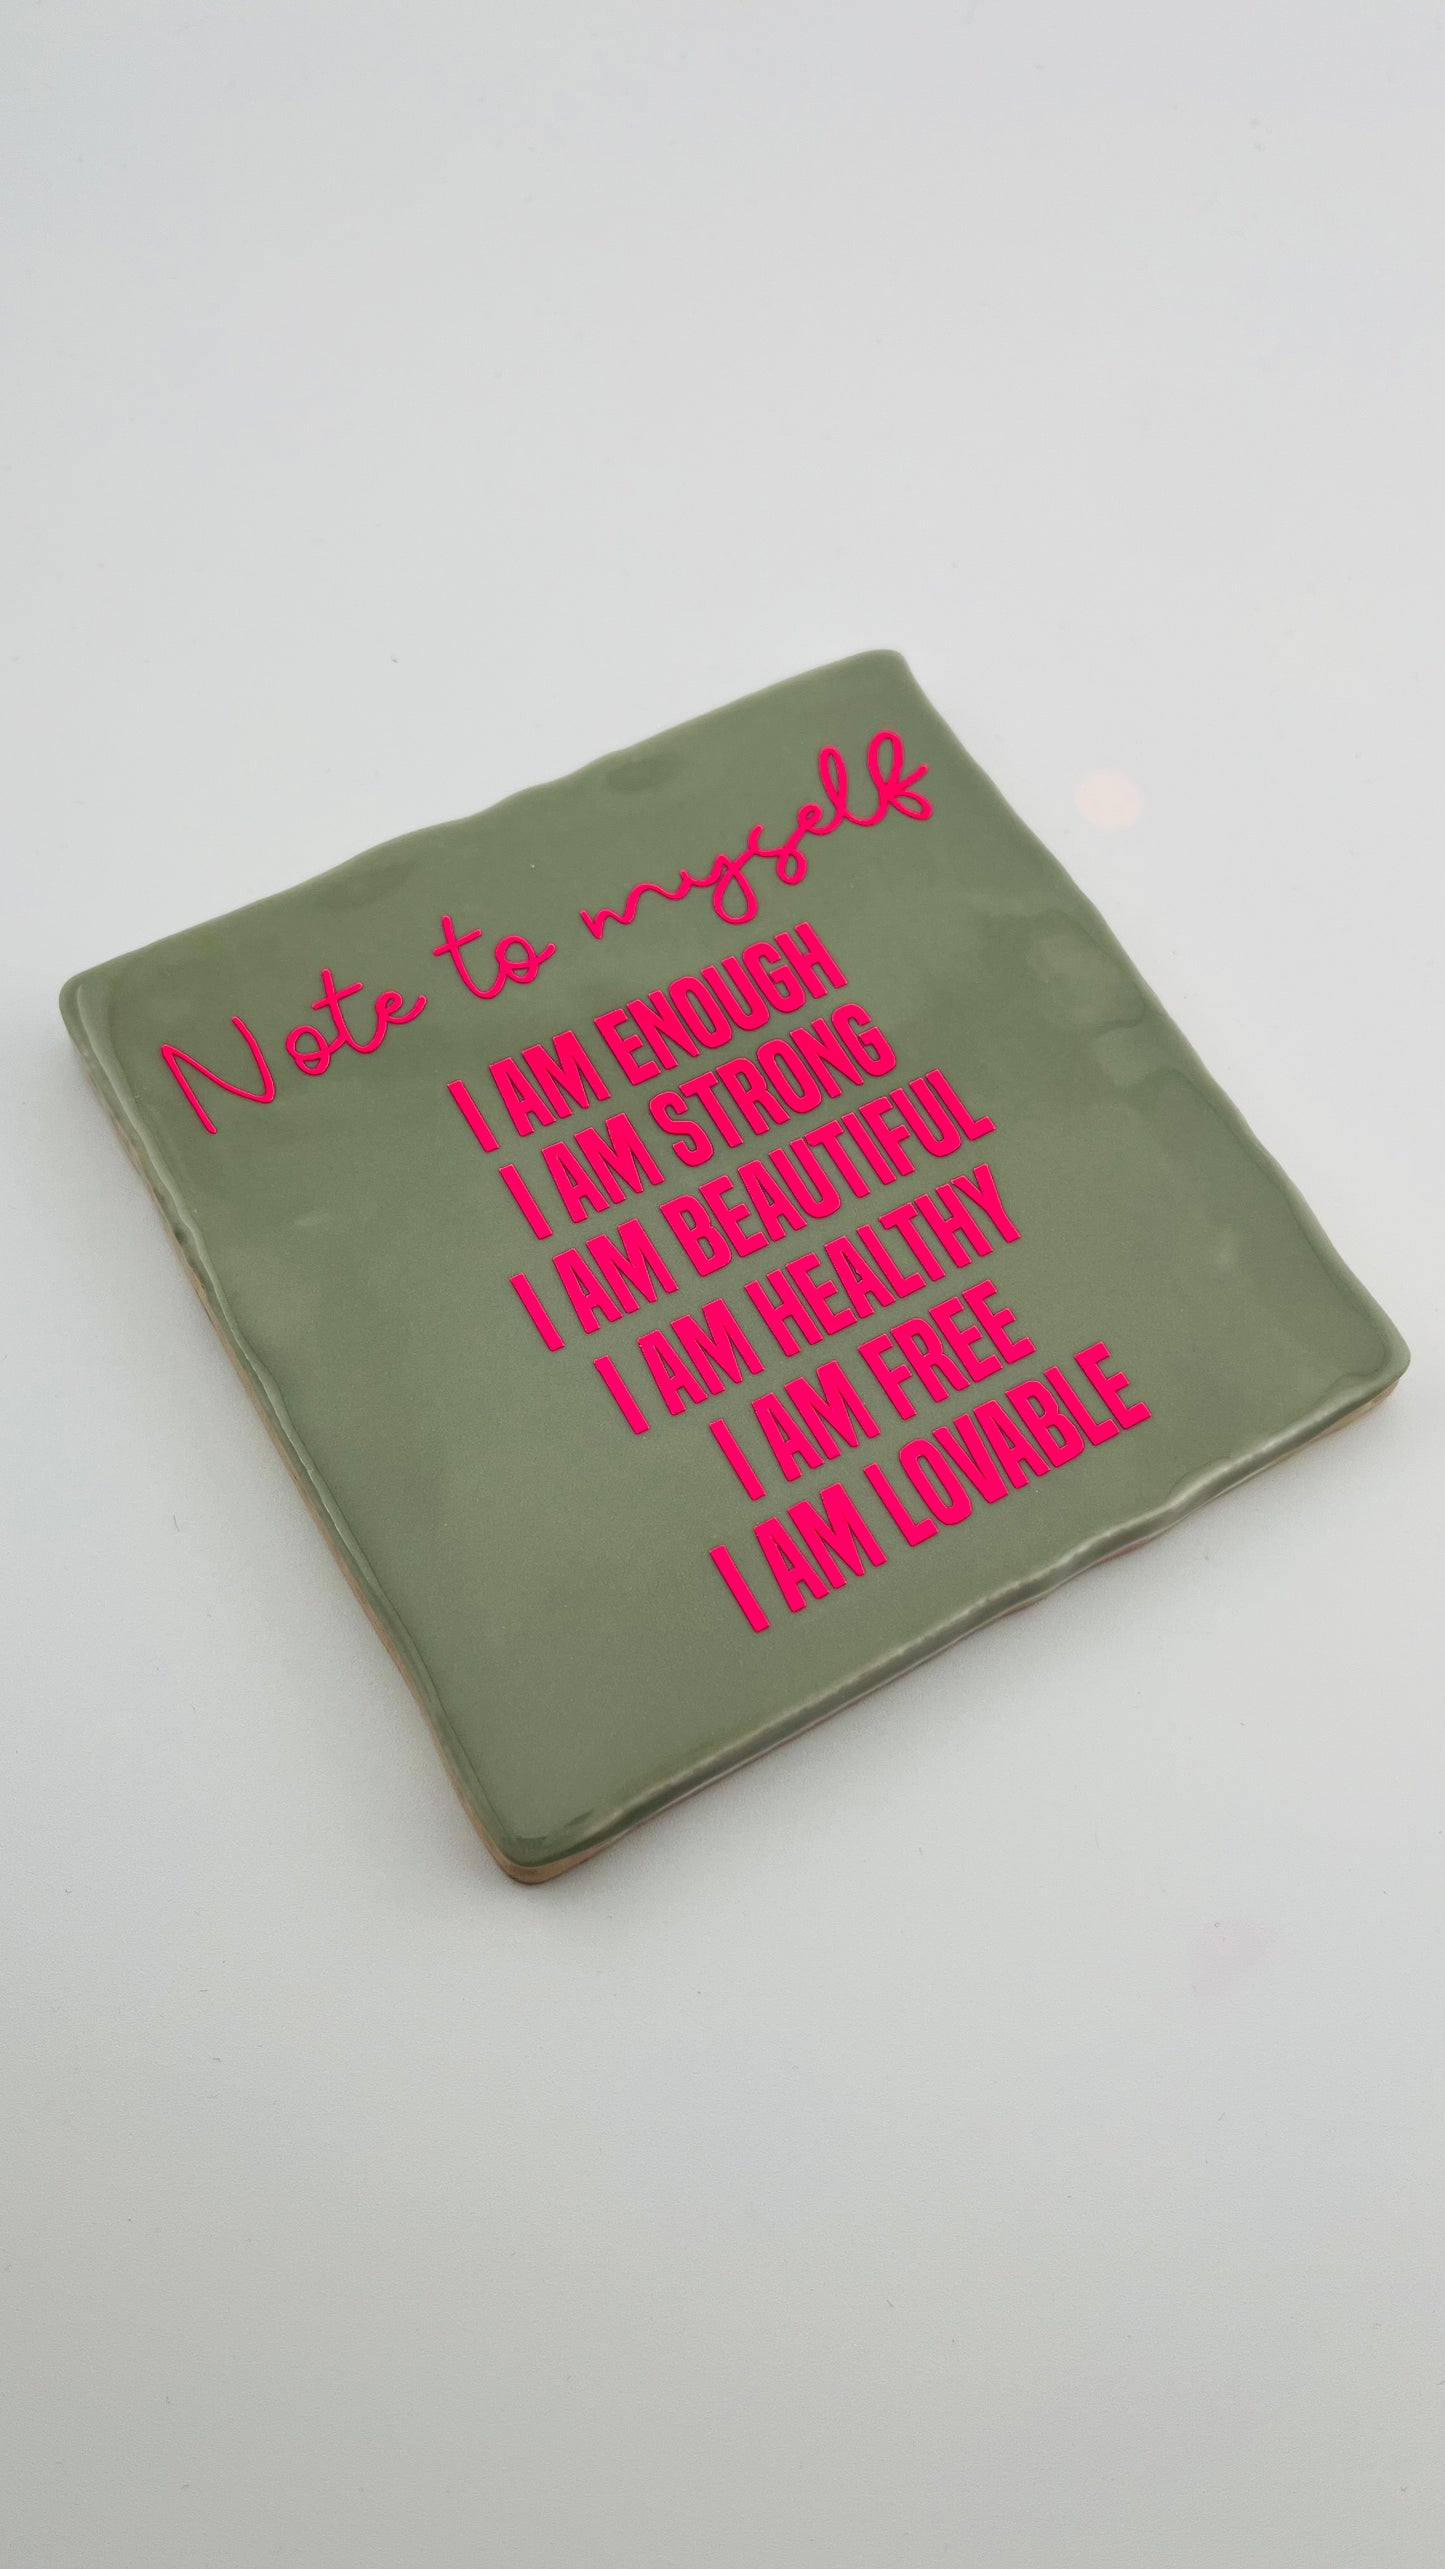 Note to myself
I AM ENOUGH
I AM STRONG
I AM BEAUTIFUL
I AM HEALTHY
I AM FREE
I AM LOVABLE